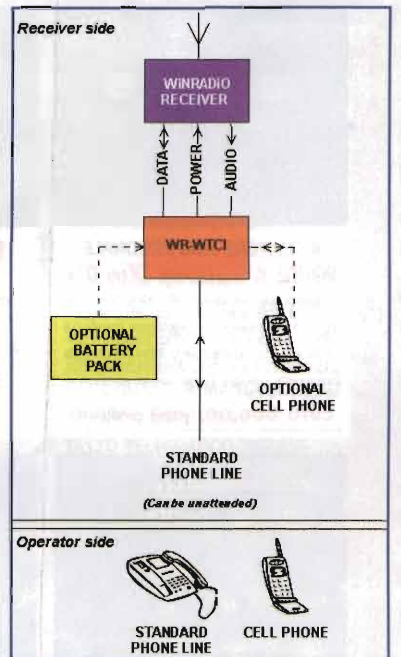 Receiver side
WiNRADiO
RECEIVER
DATA
POWER
AUDIO
WR-WTCI
OPTIONAL
BATTERY
PACK
OPTIONAL
CELL PHONE
STANDARD
PHONE LINE
(Can be unattended)
Operator side
STANDARD
PHONE LINE
CELL PHONE